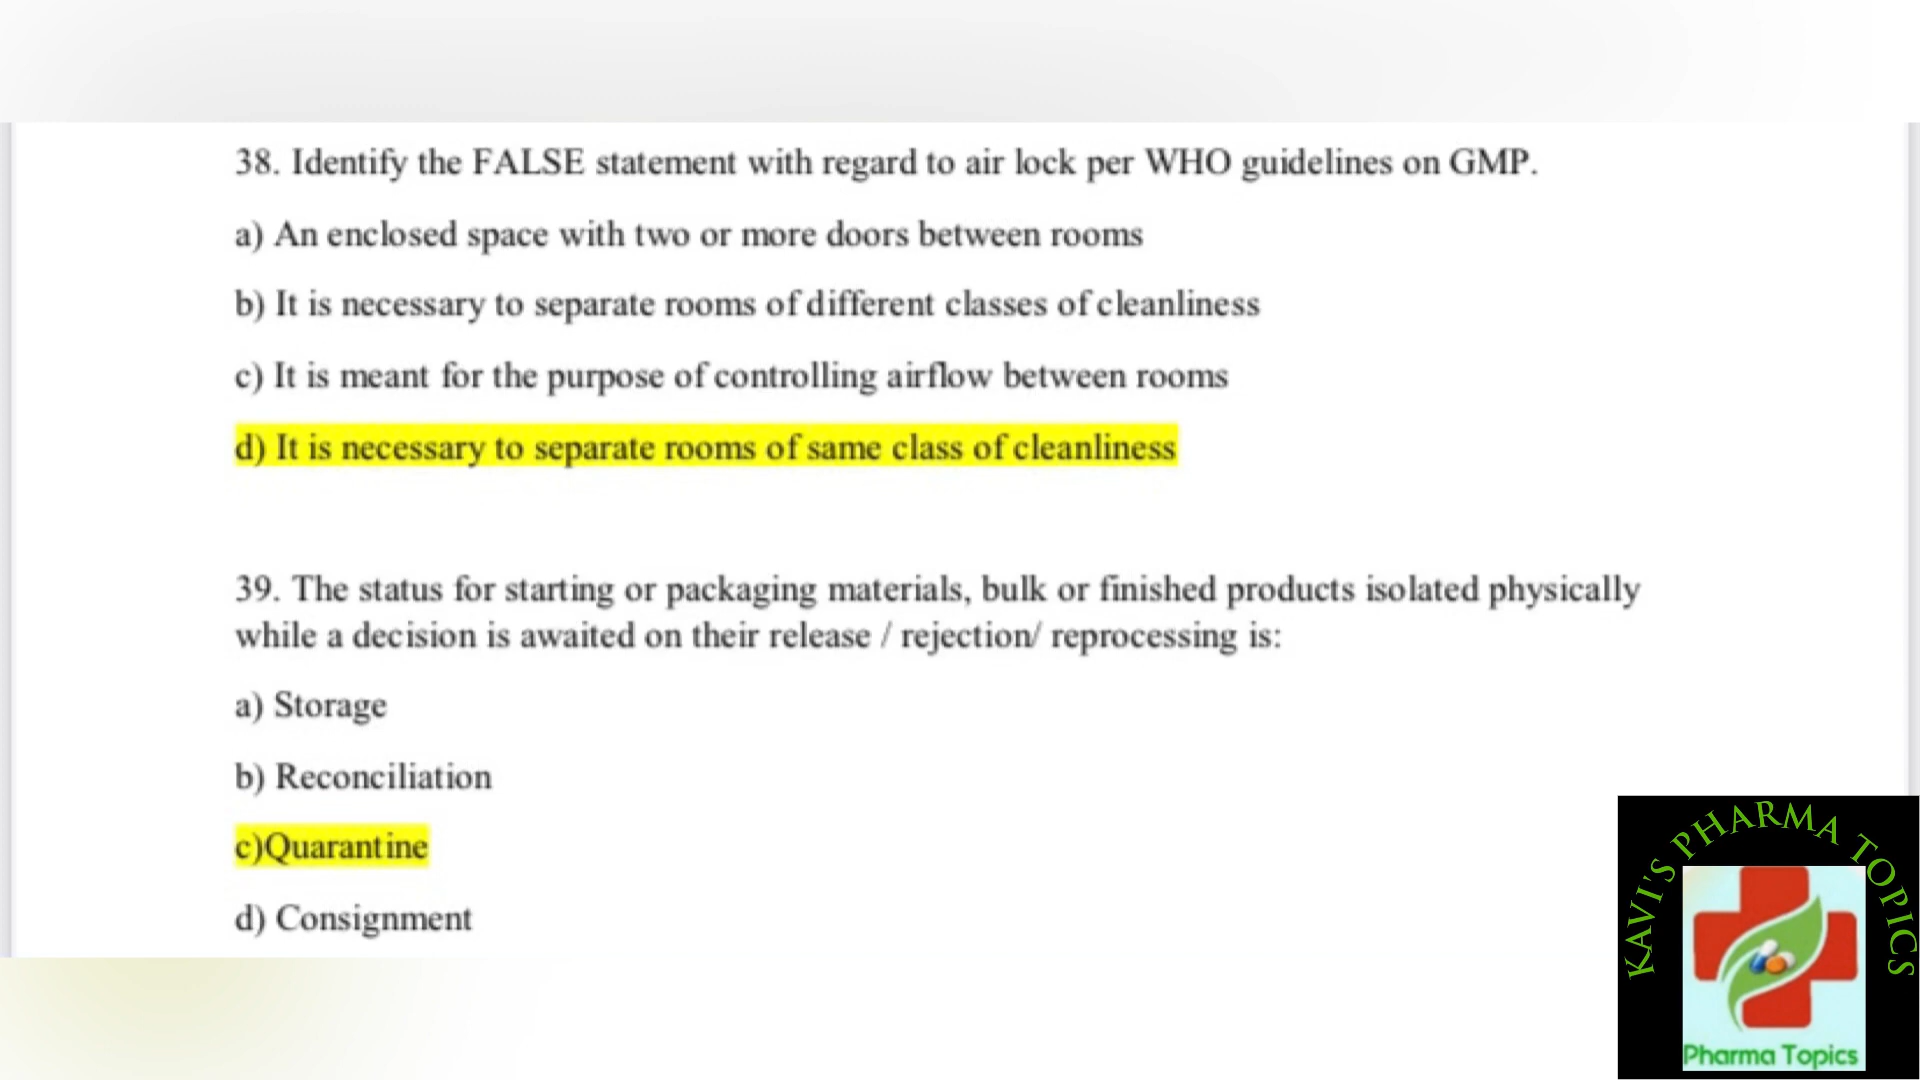 38. Identify the FALSE statement with regard to air lock per WHO guidelines on GMP.
a) An enclosed space with two or more doors between rooms
b) It is necessary to separate rooms of different classes of cleanliness
c) It is meant for the purpose of controlling airflow between rooms
d) It is necessary to separate rooms of same class of cleanliness
39. The status for starting or packaging materials, bulk or finished products isolated physically
while a decision is awaited on their release / rejection/ reprocessing is:
a) Storage
b) Reconciliation
c)Quarantine
d) Consignment
KAVI'S PHARMA TOPICS
Pharma Topics